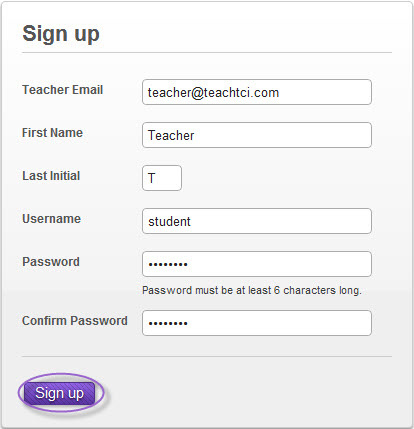 Sign up
Teacher Email teacher@teachtci.com
First Name Teacher
Last Initial T
Username student
Password ••••••••
Password must be at least 6 characters long.
Confirm Password ••••••••
Sign up